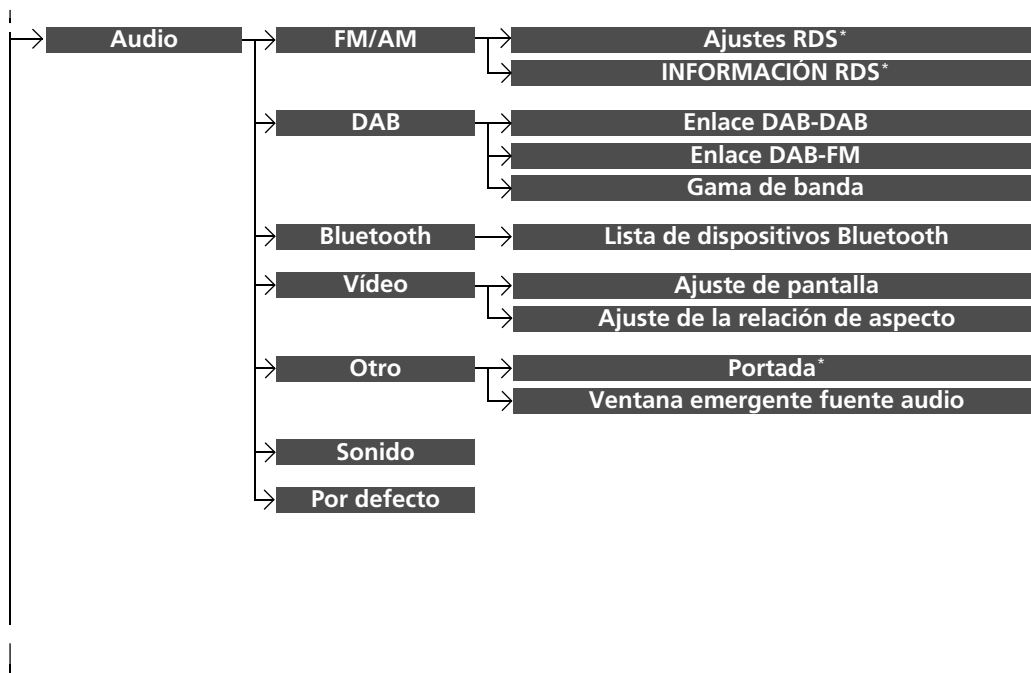 Audio FM/AM Ajustes RDS*
INFORMACIÓN RDS*
DAB Enlace DAB-DAB
Enlace DAB-FM
Gama de banda
Bluetooth Lista de dispositivos Bluetooth
Vídeo Ajuste de pantalla
Ajuste de la relación de aspecto
Otro Portada*
Ventana emergente fuente audio
Sonido
Por defecto